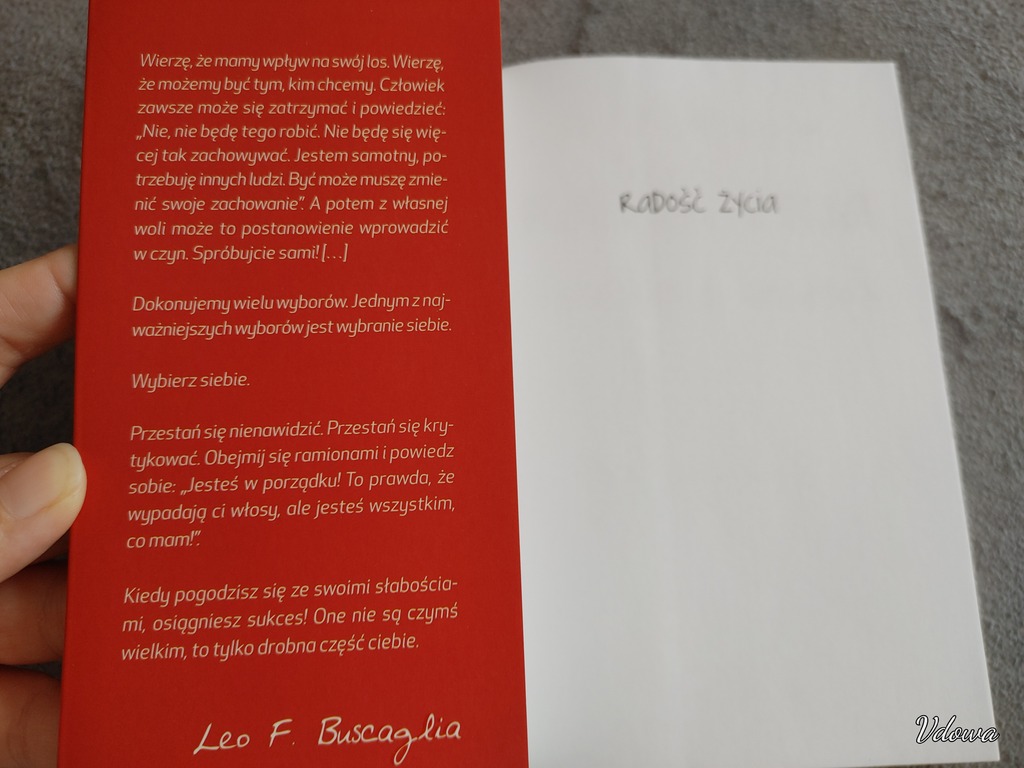 Wierzę, że mamy wpływ na swój los. Wierzę,
że możemy być tym, kim chcemy. Człowiek
zawsze może się zatrzymać i powiedzieć:
„Nie, nie będę tego robić. Nie będę się wię-
cej tak zachowywać. Jestem samotny, po-
trzebuję innych ludzi. Być może muszę zmie-
nić swoje zachowanie”. A potem z własnej
woli może to postanowienie wprowadzić
w czyn. Spróbujcie sami! […]
Dokonujemy wielu wyborów. Jednym z naj-
ważniejszych wyborów jest wybranie siebie.
Wybierz siebie.
Przestań się nienawidzić. Przestań się kry-
tykować. Obejmij się ramionami i powiedz
sobie: „Jesteś w porządku! To prawda, że
wypadają ci włosy, ale jesteś wszystkim,
co mam!”.
Kiedy pogodzisz się ze swoimi słabościa-
mi, osiągniesz sukces! One nie są czymś
wielkim, to tylko drobna część ciebie.
Leo F. Buscaglia
RaDość życia
Vdowa